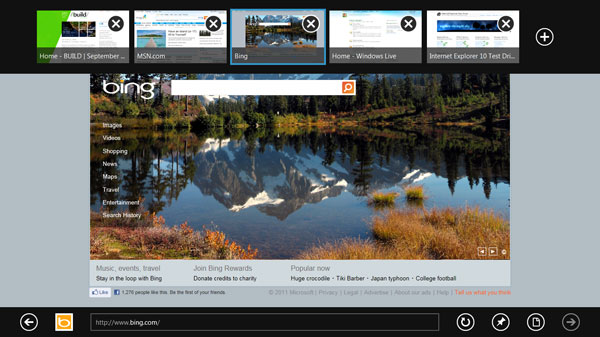 Home - BUILD | September ...
MSN.com
Bing
Home - Windows Live
Internet Explorer 10 Test Dri...
bing
Images
Videos
Shopping
News
Maps
Travel
Entertainment
Search History
Music, events, travel
Stay in the loop with Bing
Join Bing Rewards
Donate credits to charity
Popular now
Huge crocodile · Tiki Barber · Japan typhoon · College football
Like
1,276 people like this. Be the first of your friends.
© 2011 Microsoft | Privacy | Legal | Advertise | About our ads | Help | Tell us what you think
http://www.bing.com/